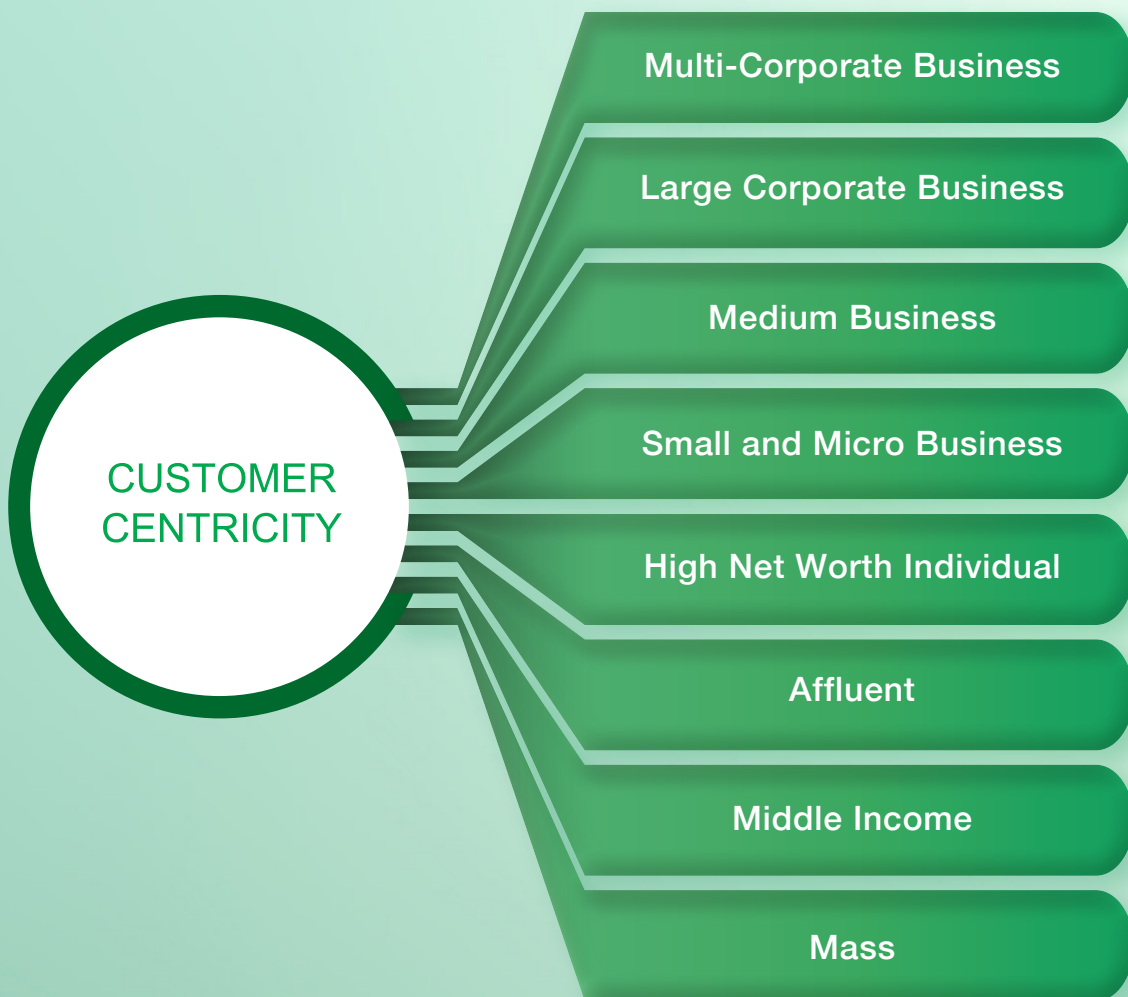 Multi-Corporate Business
Large Corporate Business
Medium Business
Small and Micro Business
CUSTOMER
CENTRICITY
High Net Worth Individual
Affluent
Middle Income
Mass